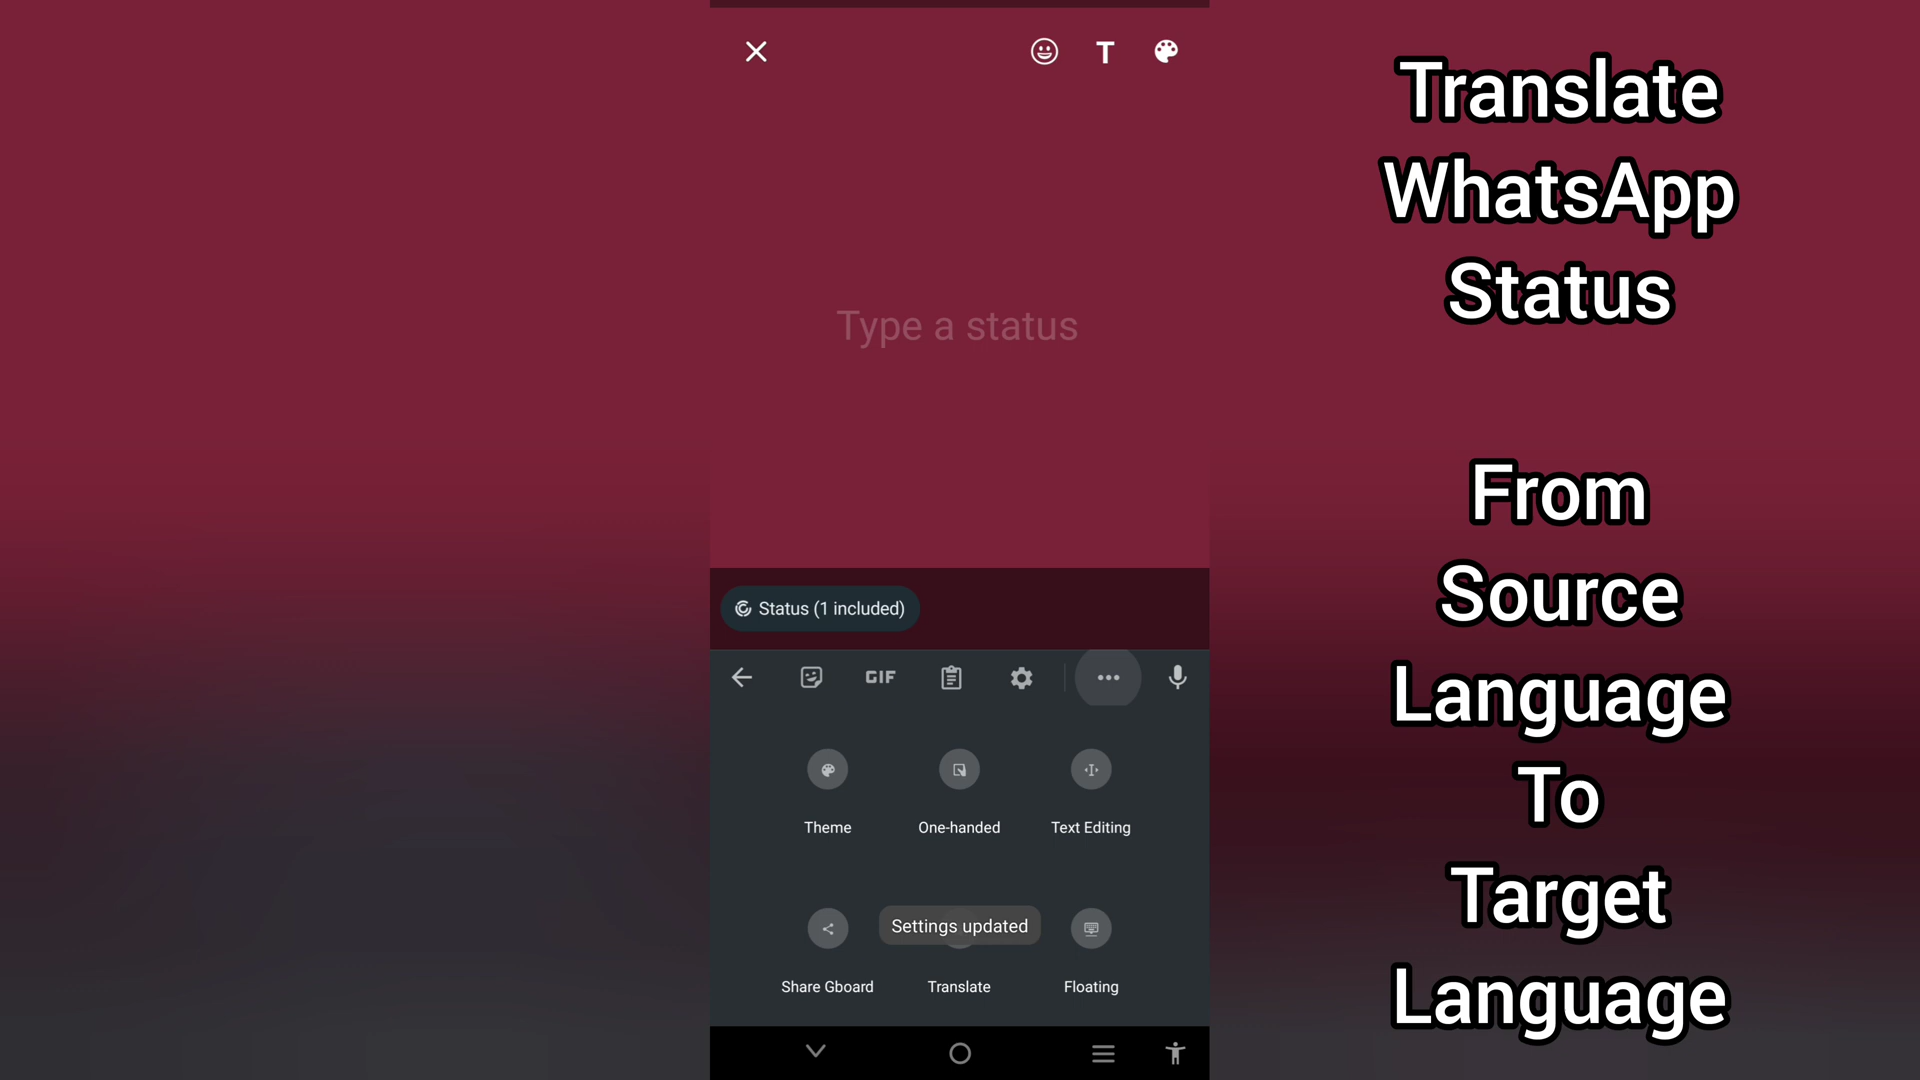 T
Type a status
Status (1 included)
GIF
Theme
One-handed
Text Editing
Settings updated
Share Gboard
Translate
Floating
Translate
WhatsApp
Status
From
Source
Language
To
Target
Language